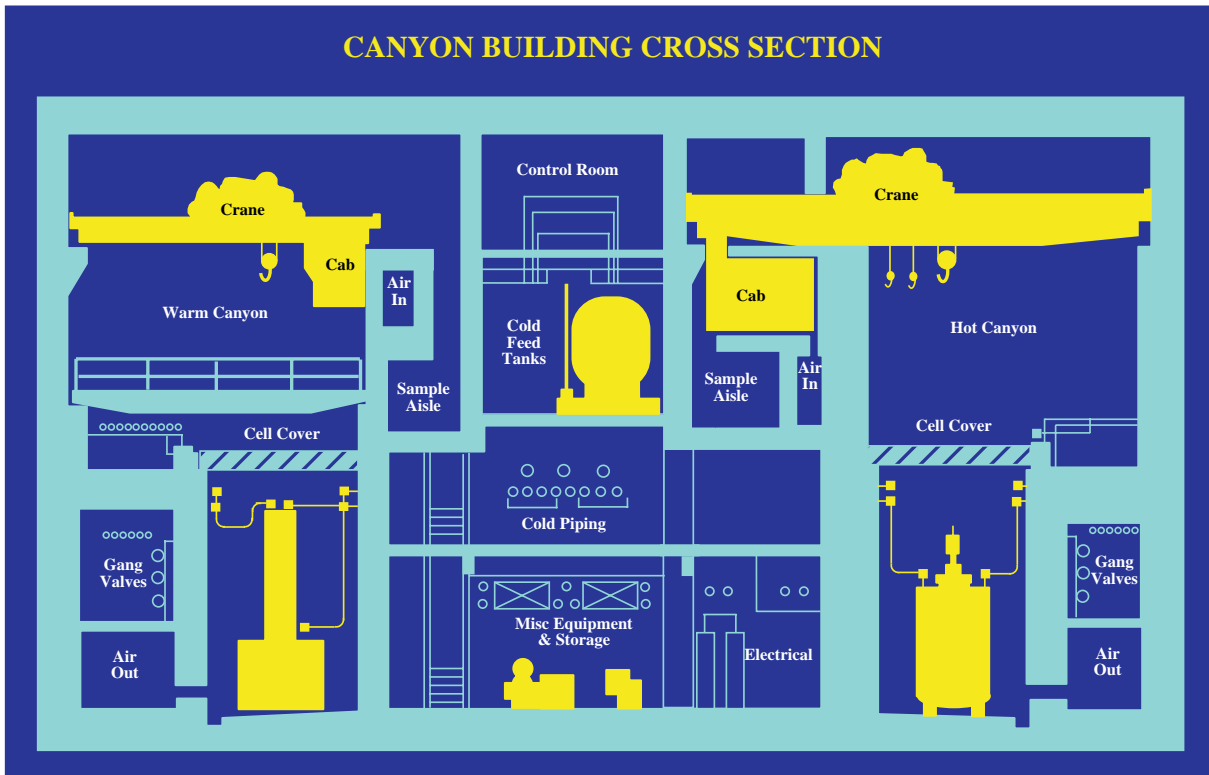 CANYON BUILDING CROSS SECTION
Control Room
Crane
Crane
Cab
Air
In
Cab
Warm Canyon
Cold
Feed
Tanks
Hot Canyon
Sample
Aisle
Sample
Aisle
Air
In
Cell Cover
Cell Cover
Cold Piping
Gang
Valves
Gang
Valves
Misc Equipment
& Storage
Electrical
Air
Out
Air
Out